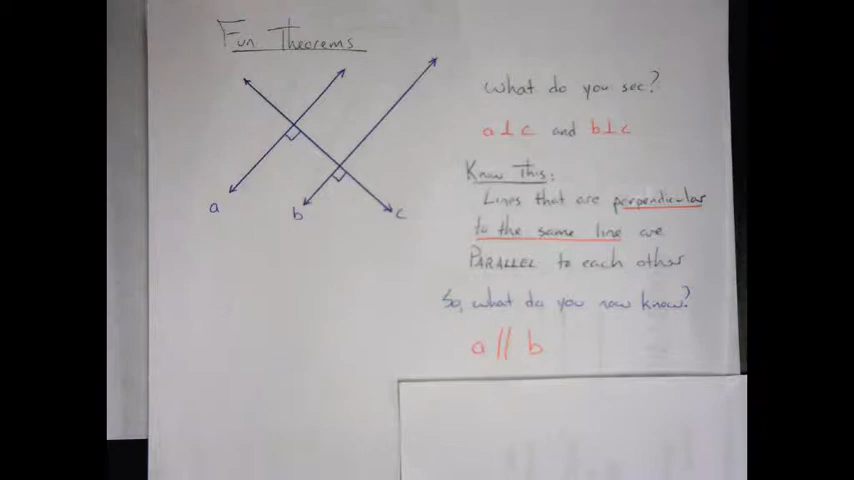 Fun Theorems
a
b
c
What do you see?
a ⊥ c and b ⊥ c
Know This:
Lines that are perpendicular
to the same line are
PARALLEL to each other
So, what do you now know?
a // b